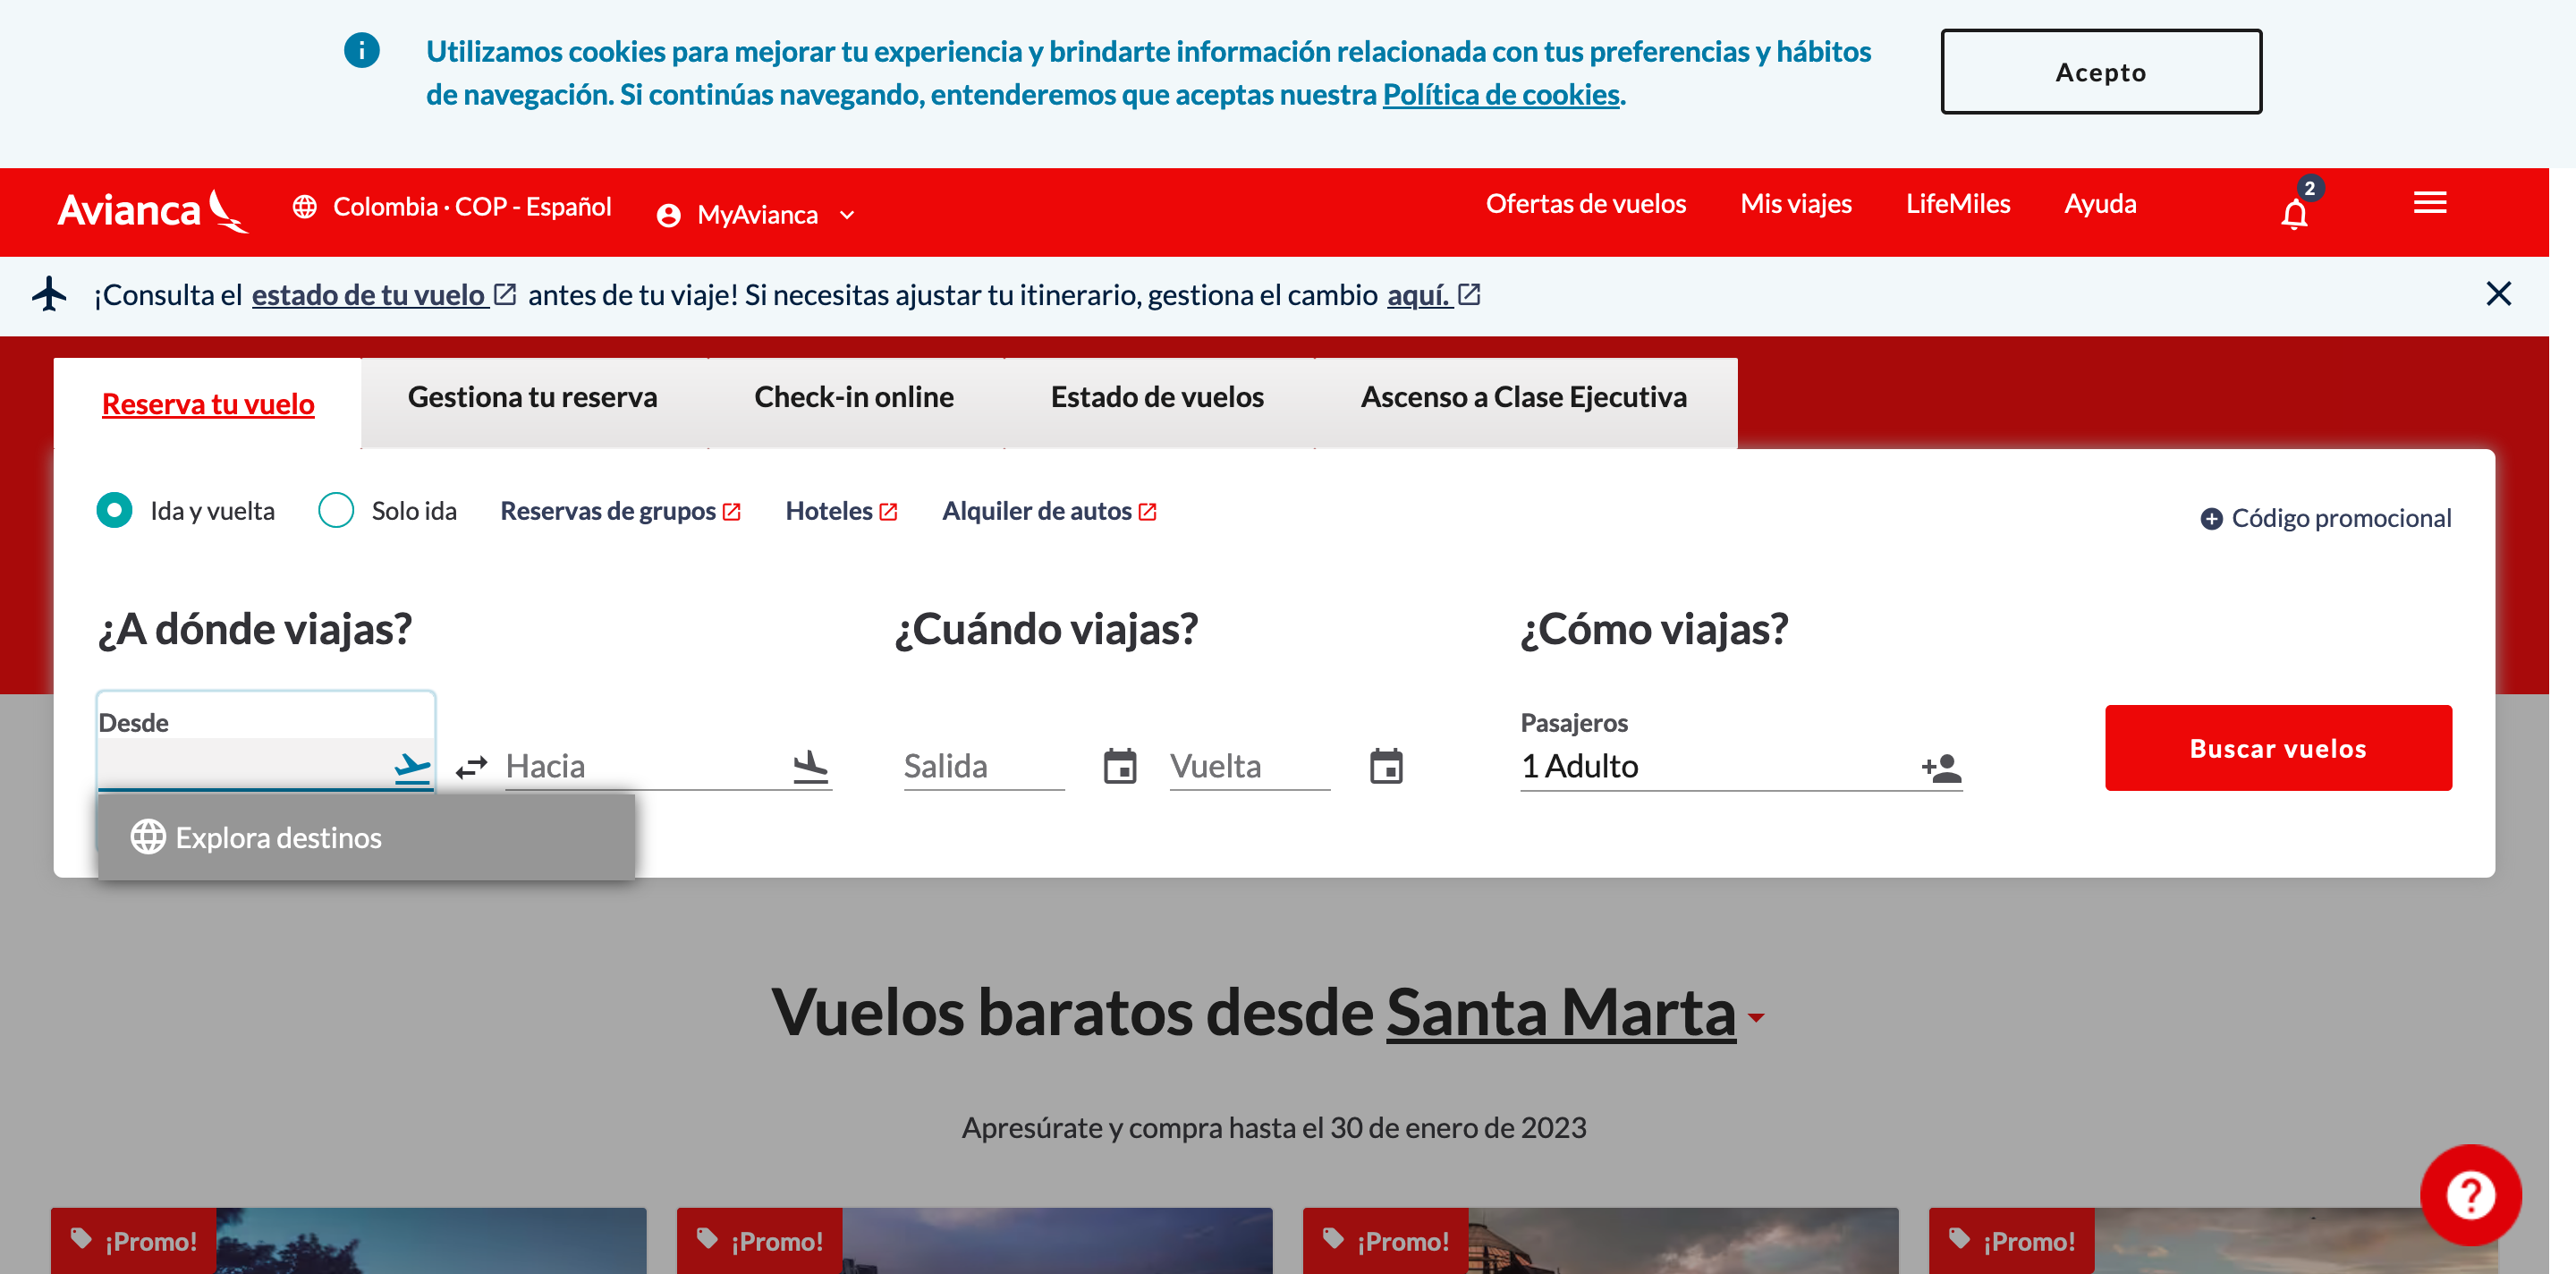 Utilizamos cookies para mejorar tu experiencia y brindarte información relacionada con tus preferencias y hábitos
de navegación. Si continúas navegando, entenderemos que aceptas nuestra Política de cookies.
Acepto
Avianca
Colombia · COP - Español
MyAvianca
Ofertas de vuelos
Mis viajes
LifeMiles
Ayuda
2
¡Consulta el estado de tu vuelo antes de tu viaje! Si necesitas ajustar tu itinerario, gestiona el cambio aquí.
Reserva tu vuelo
Gestiona tu reserva
Check-in online
Estado de vuelos
Ascenso a Clase Ejecutiva
Ida y vuelta
Solo ida
Reservas de grupos
Hoteles
Alquiler de autos
Código promocional
¿A dónde viajas?
¿Cuándo viajas?
¿Cómo viajas?
Desde
Hacia
Salida
Vuelta
Pasajeros
1 Adulto
Buscar vuelos
Explora destinos
Vuelos baratos desde Santa Marta
Apresúrate y compra hasta el 30 de enero de 2023
¡Promo!
¡Promo!
¡Promo!
¡Promo!